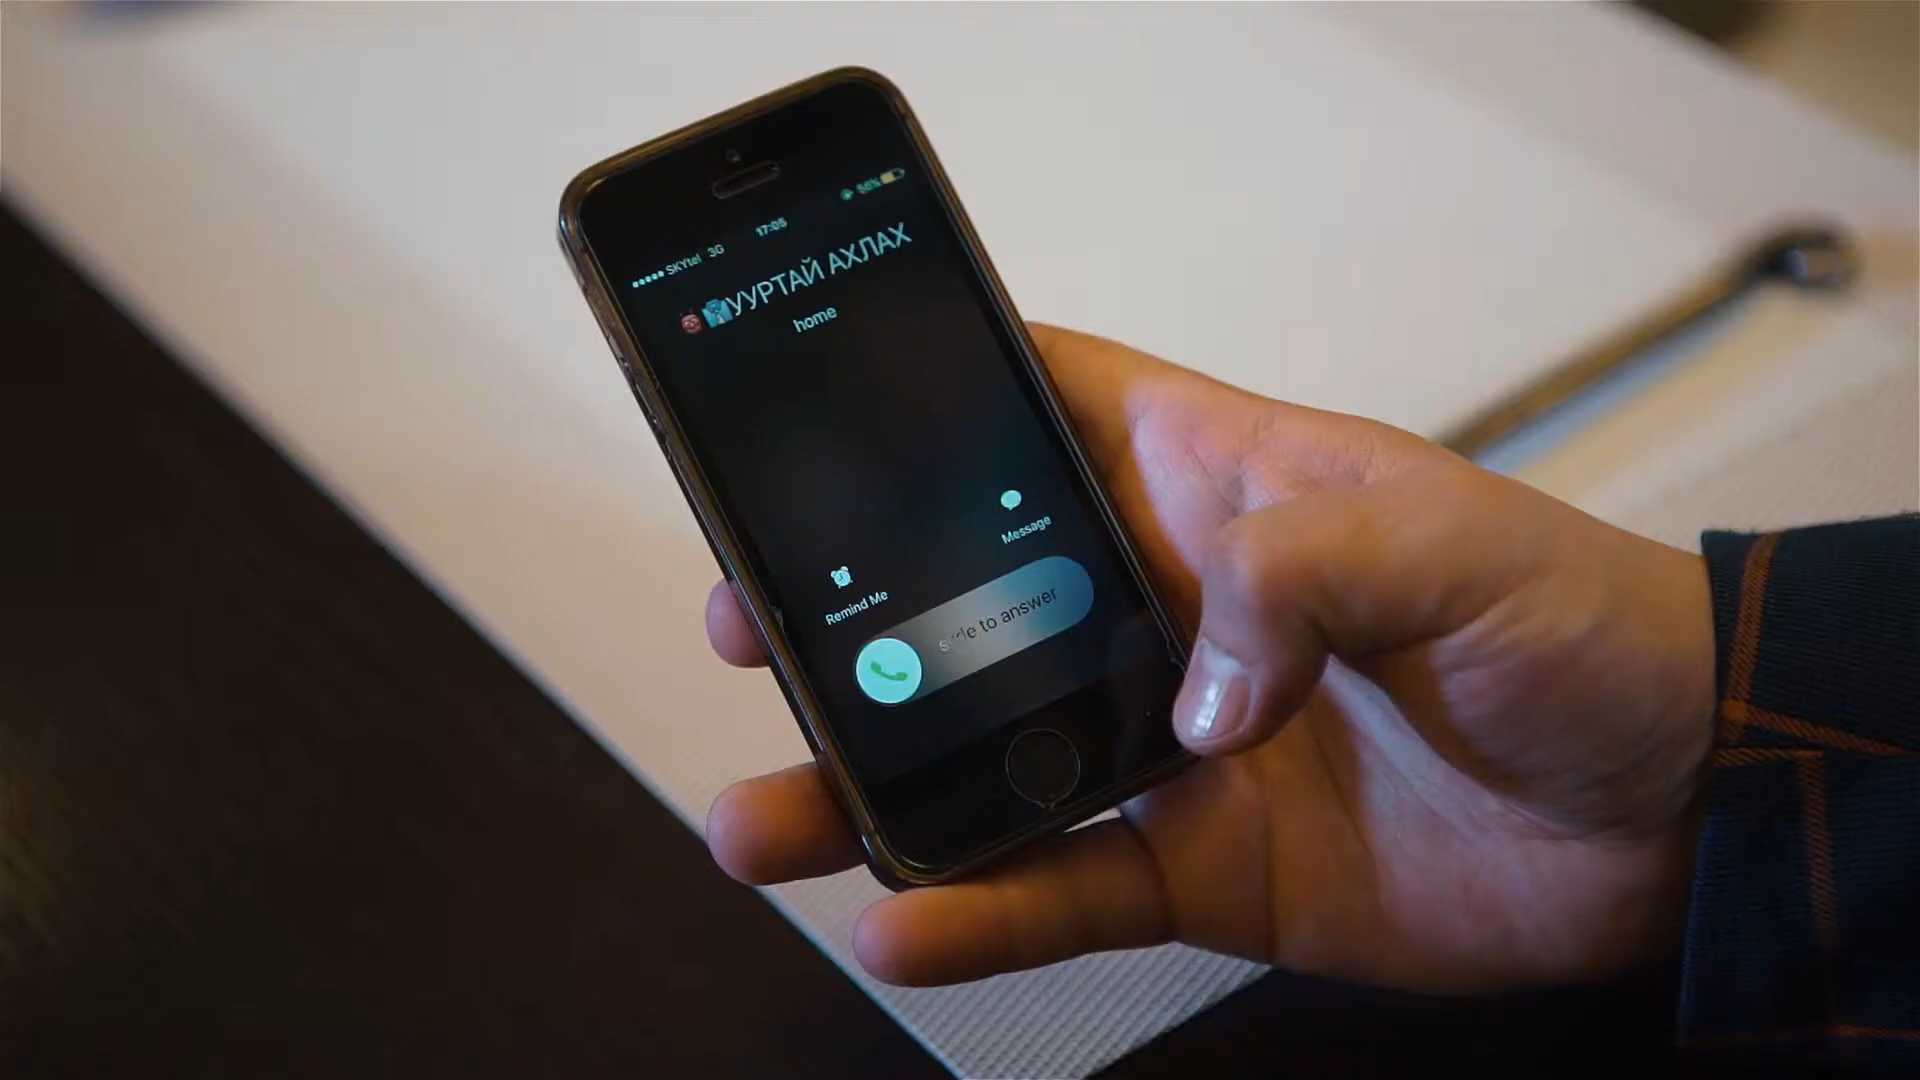 SKYtel 3G 17:05 56%
УУРТАЙ АХЛАХ
home
Message
Remind Me
slide to answer